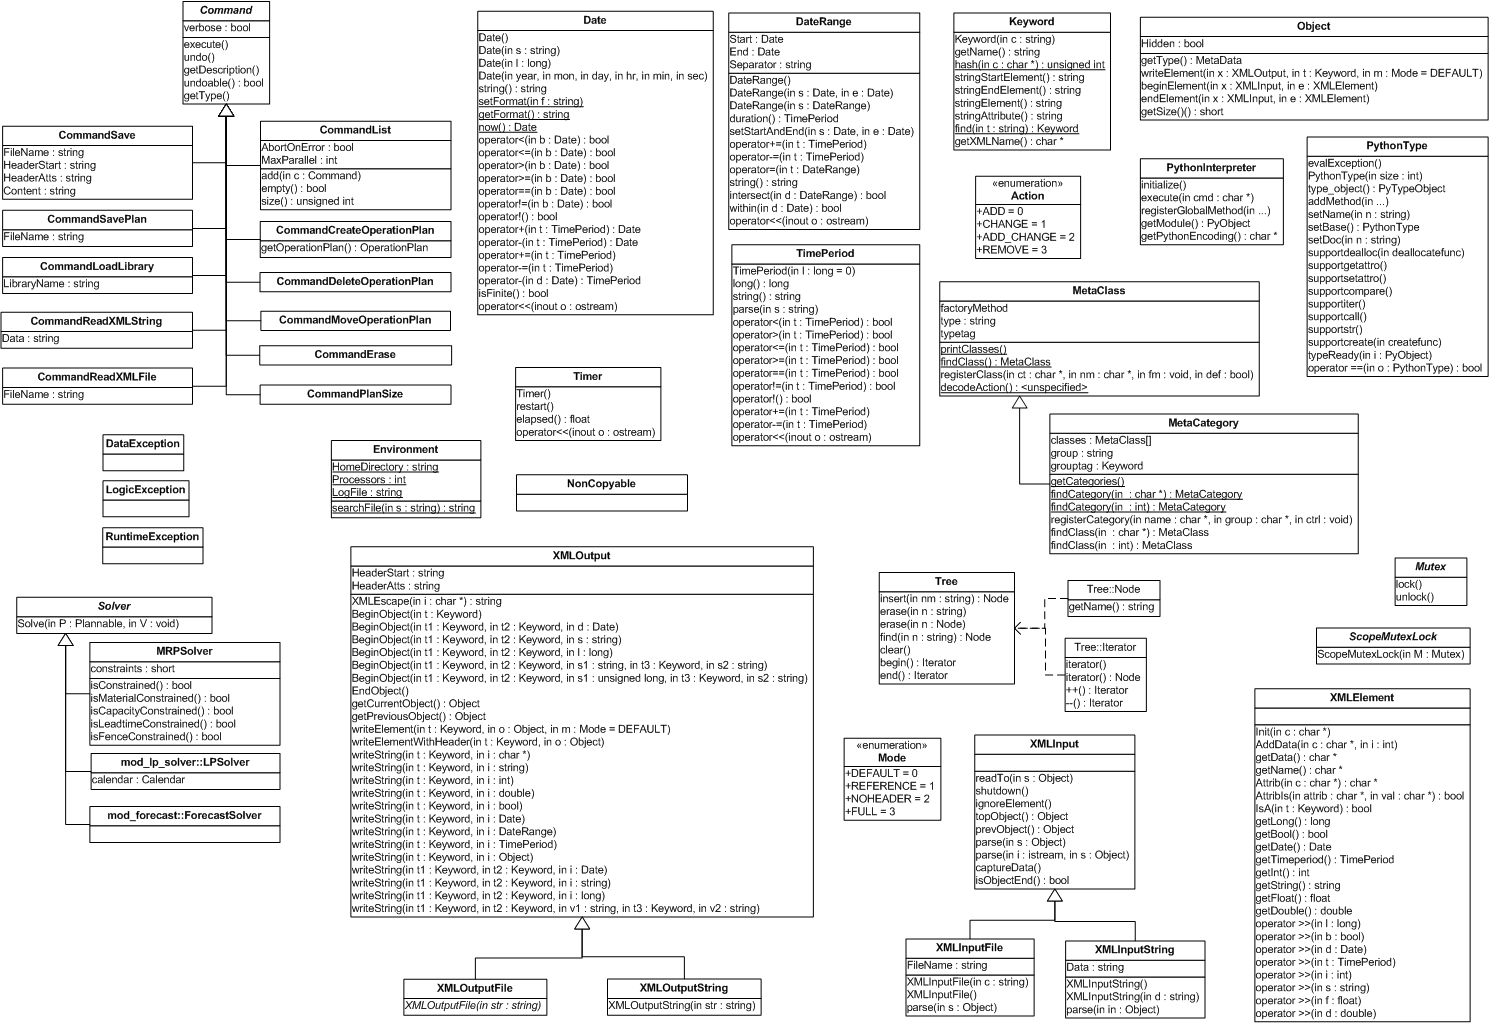 Command
verbose : bool
execute()
undo()
getDescription()
undoable() : bool
getType()
CommandSave
FileName : string
HeaderStart : string
HeaderAtts : string
Content : string
CommandSavePlan
FileName : string
CommandLoadLibrary
LibraryName : string
CommandReadXMLString
Data : string
CommandReadXMLFile
FileName : string
CommandList
AbortOnError : bool
MaxParallel : int
add(in c : Command)
empty() : bool
size() : unsigned int
CommandCreateOperationPlan
getOperationPlan() : OperationPlan
CommandDeleteOperationPlan
CommandMoveOperationPlan
CommandErase
CommandPlanSize
DataException
LogicException
RuntimeException
Solver
Solve(in P : Plannable, in V : void)
MRPSolver
constraints : short
isConstrained() : bool
isMaterialConstrained() : bool
isCapacityConstrained() : bool
isLeadtimeConstrained() : bool
isFenceConstrained() : bool
mod_lp_solver::LPSolver
calendar : Calendar
mod_forecast::ForecastSolver
Date
Date()
Date(in s : string)
Date(in l : long)
Date(in year, in mon, in day, in hr, in min, in sec)
string() : string
setFormat(in f : string)
getFormat() : string
now() : Date
operator<(in b : Date) : bool
operator<=(in b : Date) : bool
operator>(in b : Date) : bool
operator>=(in b : Date) : bool
operator==(in b : Date) : bool
operator!=(in b : Date) : bool
operator!() : bool
operator+(in t : TimePeriod) : Date
operator-(in t : TimePeriod) : Date
operator+=(in t : TimePeriod)
operator-=(in t : TimePeriod)
operator-(in d : Date) : TimePeriod
isFinite() : bool
operator<<(inout o : ostream)
Timer
Timer()
restart()
elapsed() : float
operator<<(inout o : ostream)
Environment
HomeDirectory : string
Processors : int
LogFile : string
searchFile(in s : string) : string
NonCopyable
XMLOutput
HeaderStart : string
HeaderAtts : string
XMLEscape(in i : char *) : string
BeginObject(in t : Keyword)
BeginObject(in t1 : Keyword, in t2 : Keyword, in d : Date)
BeginObject(in t1 : Keyword, in t2 : Keyword, in s : string)
BeginObject(in t1 : Keyword, in t2 : Keyword, in l : long)
BeginObject(in t1 : Keyword, in t2 : Keyword, in s1 : string, in t3 : Keyword, in s2 : string)
BeginObject(in t1 : Keyword, in t2 : Keyword, in s1 : unsigned long, in t3 : Keyword, in s2 : string)
EndObject()
getCurrentObject() : Object
getPreviousObject() : Object
writeElement(in t : Keyword, in o : Object, in m : Mode = DEFAULT)
writeElementWithHeader(in t : Keyword, in o : Object)
writeString(in t : Keyword, in i : char *)
writeString(in t : Keyword, in i : string)
writeString(in t : Keyword, in i : int)
writeString(in t : Keyword, in i : double)
writeString(in t : Keyword, in i : bool)
writeString(in t : Keyword, in i : Date)
writeString(in t : Keyword, in i : DateRange)
writeString(in t : Keyword, in i : TimePeriod)
writeString(in t : Keyword, in i : Object)
writeString(in t1 : Keyword, in t2 : Keyword, in i : Date)
writeString(in t1 : Keyword, in t2 : Keyword, in i : string)
writeString(in t1 : Keyword, in t2 : Keyword, in i : long)
writeString(in t1 : Keyword, in t2 : Keyword, in v1 : string, in t3 : Keyword, in v2 : string)
XMLOutputFile
XMLOutputFile(in str : string)
XMLOutputString
XMLOutputString(in str : string)
DateRange
Start : Date
End : Date
Separator : string
DateRange()
DateRange(in s : Date, in e : Date)
DateRange(in s : DateRange)
duration() : TimePeriod
setStartAndEnd(in s : Date, in e : Date)
operator+=(in t : TimePeriod)
operator-=(in t : TimePeriod)
operator=(in t : DateRange)
string() : string
intersect(in d : DateRange) : bool
within(in d : Date) : bool
operator<<(inout o : ostream)
TimePeriod
TimePeriod(in l : long = 0)
long() : long
string() : string
parse(in s : string)
operator<(in t : TimePeriod) : bool
operator>(in t : TimePeriod) : bool
operator<=(in t : TimePeriod) : bool
operator>=(in t : TimePeriod) : bool
operator==(in t : TimePeriod) : bool
operator!=(in t : TimePeriod) : bool
operator!() : bool
operator+=(in t : TimePeriod)
operator-=(in t : TimePeriod)
operator<<(inout o : ostream)
Keyword
Keyword(in c : string)
getName() : string
hash(in c : char *) : unsigned int
stringStartElement() : string
stringEndElement() : string
stringElement() : string
stringAttribute() : string
find(in t : string) : Keyword
getXMLName() : char *
«enumeration»
Action
+ADD = 0
+CHANGE = 1
+ADD_CHANGE = 2
+REMOVE = 3
Object
Hidden : bool
getType() : MetaData
writeElement(in x : XMLOutput, in t : Keyword, in m : Mode = DEFAULT)
beginElement(in x : XMLInput, in e : XMLElement)
endElement(in x : XMLInput, in e : XMLElement)
getSize()() : short
PythonInterpreter
initialize()
execute(in cmd : char *)
registerGlobalMethod(in ...)
getModule() : PyObject
getPythonEncoding() : char *
PythonType
evalException()
PythonType(in size : int)
type_object() : PyTypeObject
addMethod(in ...)
setName(in n : string)
setBase() : PythonType
setDoc(in n : string)
supportdealloc(in deallocatefunc)
supportgetattro()
supportsetattro()
supportcompare()
supportiter()
supportcall()
supportstr()
supportcreate(in createfunc)
typeReady(in i : PyObject)
operator ==(in o : PythonType) : bool
MetaClass
factoryMethod
type : string
typetag
printClasses()
findClass() : MetaClass
registerClass(in ct : char *, in nm : char *, in fm : void, in def : bool)
decodeAction() : <unspecified>
MetaCategory
classes : MetaClass[]
group : string
grouptag : Keyword
getCategories()
findCategory(in  : char *) : MetaCategory
findCategory(in  : int) : MetaCategory
registerCategory(in name : char *, in group : char *, in ctrl : void)
findClass(in  : char *) : MetaClass
findClass(in  : int) : MetaClass
Tree
insert(in nm : string) : Node
erase(in n : string)
erase(in n : Node)
find(in n : string) : Node
clear()
begin() : Iterator
end() : Iterator
Tree::Node
getName() : string
Tree::Iterator
iterator()
iterator() : Node
++() : Iterator
--() : Iterator
Mutex
lock()
unlock()
ScopeMutexLock
ScopeMutexLock(in M : Mutex)
«enumeration»
Mode
+DEFAULT = 0
+REFERENCE = 1
+NOHEADER = 2
+FULL = 3
XMLInput
readTo(in s : Object)
shutdown()
ignoreElement()
topObject() : Object
prevObject() : Object
parse(in s : Object)
parse(in i : istream, in s : Object)
captureData()
isObjectEnd() : bool
XMLInputFile
FileName : string
XMLInputFile(in c : string)
XMLInputFile()
parse(in s : Object)
XMLInputString
Data : string
XMLInputString()
XMLInputString(in d : string)
parse(in in : Object)
XMLElement
Init(in c : char *)
AddData(in c : char *, in i : int)
getData() : char *
getName() : char *
Attrib(in c : char *) : char *
AttribIs(in attrib : char *, in val : char *) : bool
IsA(in t : Keyword) : bool
getLong() : long
getBool() : bool
getDate() : Date
getTimeperiod() : TimePeriod
getInt() : int
getString() : string
getFloat() : float
getDouble() : double
operator >>(in l : long)
operator >>(in b : bool)
operator >>(in d : Date)
operator >>(in t : TimePeriod)
operator >>(in i : int)
operator >>(in s : string)
operator >>(in f : float)
operator >>(in d : double)